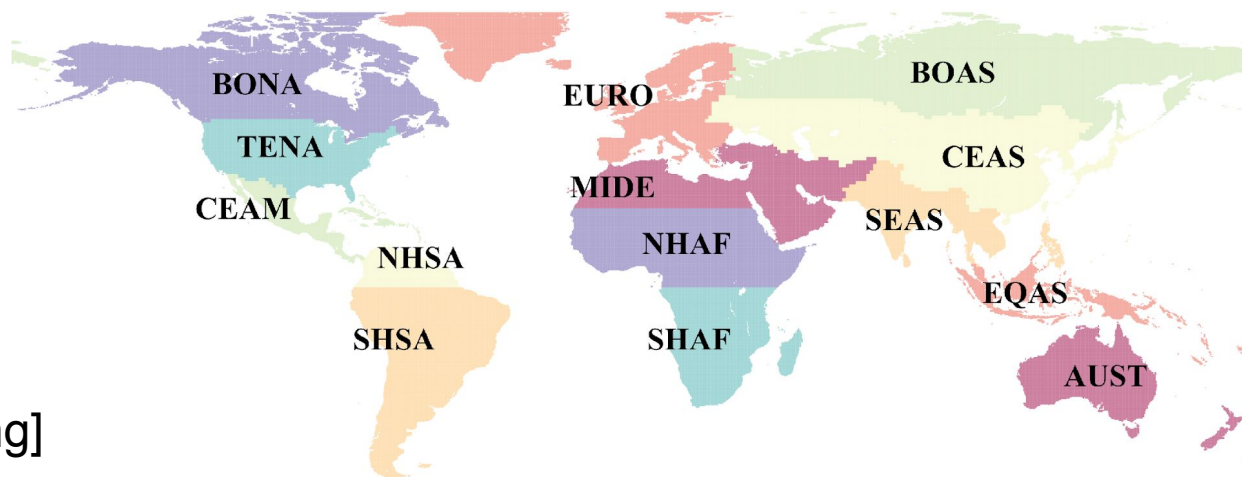 BONA
BOAS
EURO
TENA
CEAS
MIDE
CEAM
SEAS
NHAF
NHSA
EQAS
SHSA
SHAF
AUST
g]